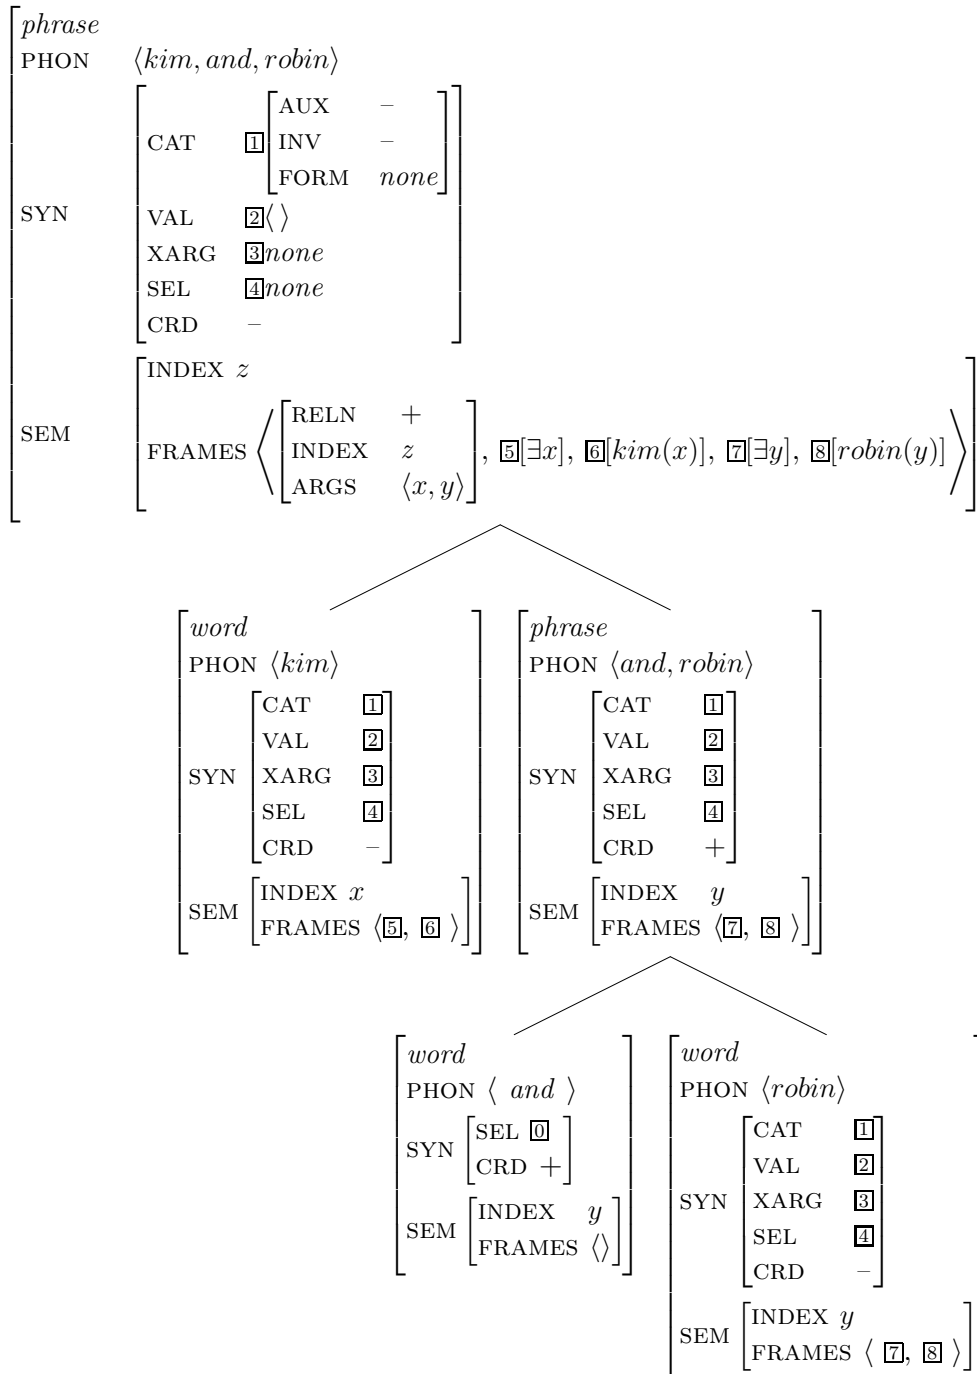 phrase
PHON ⟨kim, and, robin⟩
SYN
CAT 1
AUX –
INV –
FORM none
VAL 2⟨ ⟩
XARG 3none
SEL 4none
CRD –
SEM
INDEX z
FRAMES
RELN +
INDEX z
ARGS ⟨x, y⟩
, 5[∃x], 6[kim(x)], 7[∃y], 8[robin(y)]
word
PHON ⟨kim⟩
SYN
CAT 1
VAL 2
XARG 3
SEL 4
CRD –
SEM
INDEX x
FRAMES ⟨5, 6 ⟩
phrase
PHON ⟨and, robin⟩
SYN
CAT 1
VAL 2
XARG 3
SEL 4
CRD +
SEM
INDEX y
FRAMES ⟨7, 8 ⟩
word
PHON ⟨ and ⟩
SYN
SEL 0
CRD +
SEM
INDEX y
FRAMES ⟨⟩
word
PHON ⟨robin⟩
SYN
CAT 1
VAL 2
XARG 3
SEL 4
CRD –
SEM
INDEX y
FRAMES ⟨ 7, 8 ⟩